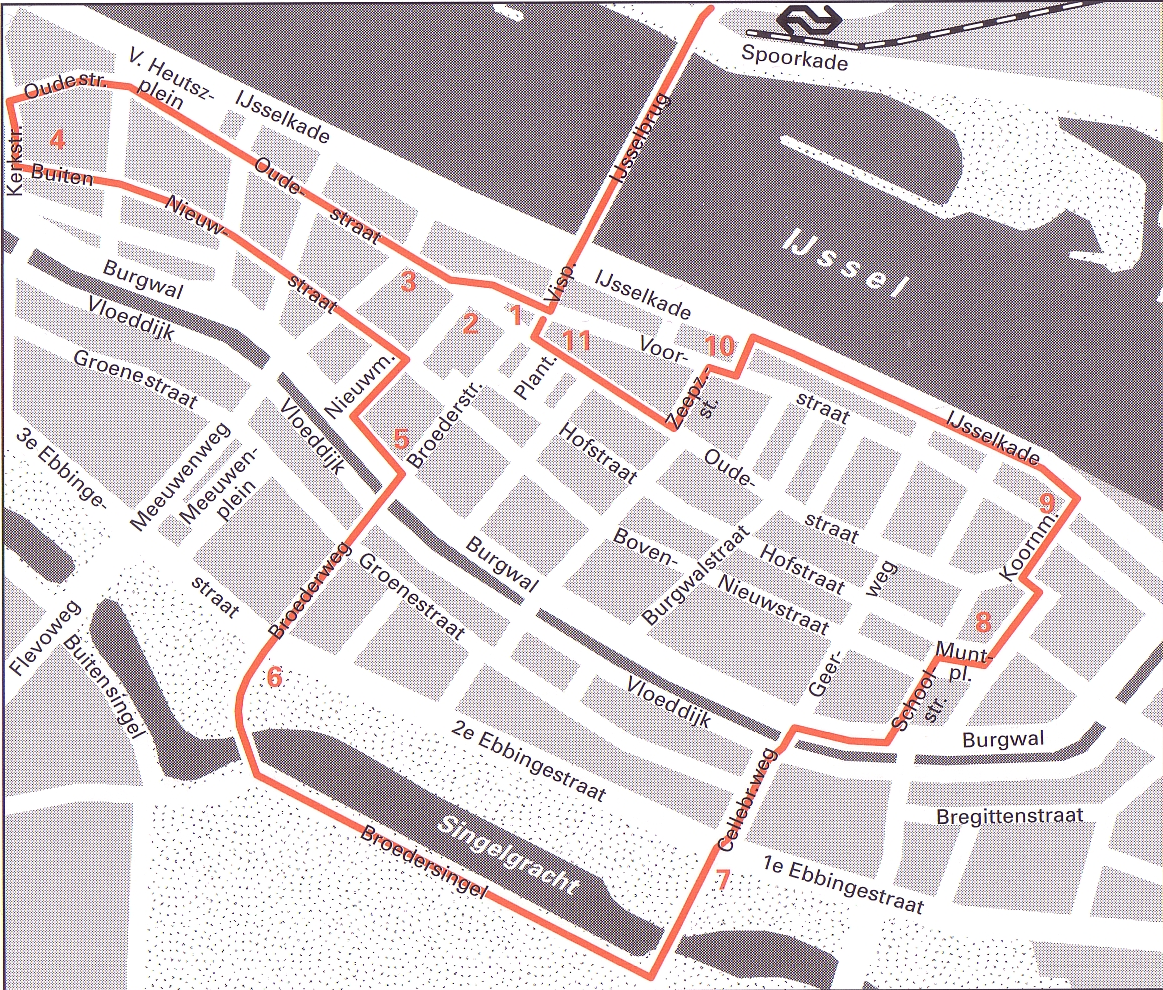 Spoorkade
V. Heutsz-
plein
Oudestr.
IJsselkade
IJsselbrug
4
Kerkstr.
Buiten
Oude-
straat
Nieuw-
straat
IJssel
Visp.
IJsselkade
Burgwal
Vloeddijk
3
2
1
11
Voor-
10
Groenestraat
Nieuwm.
Plant.
Zeepz.-
st.
straat
Broederstr.
Vloeddijk
5
IJsselkade
3e Ebbinge-
Meeuwenweg
Meeuwen-
plein
Hofstraat
Oude-
9
straat
Koornm.
Burgwal
Boven-
Burgwalstraat
Hofstraat
weg
Nieuwstraat
straat
Broederweg
Groenestraat
8
Flevoweg
Buitensingel
6
Munt-
pl.
Geer-
School-
str.
Vloeddijk
Burgwal
2e Ebbingestraat
Cellebr.weg
Bregittenstraat
Singelgracht
Broedersingel
7
1e Ebbingestraat